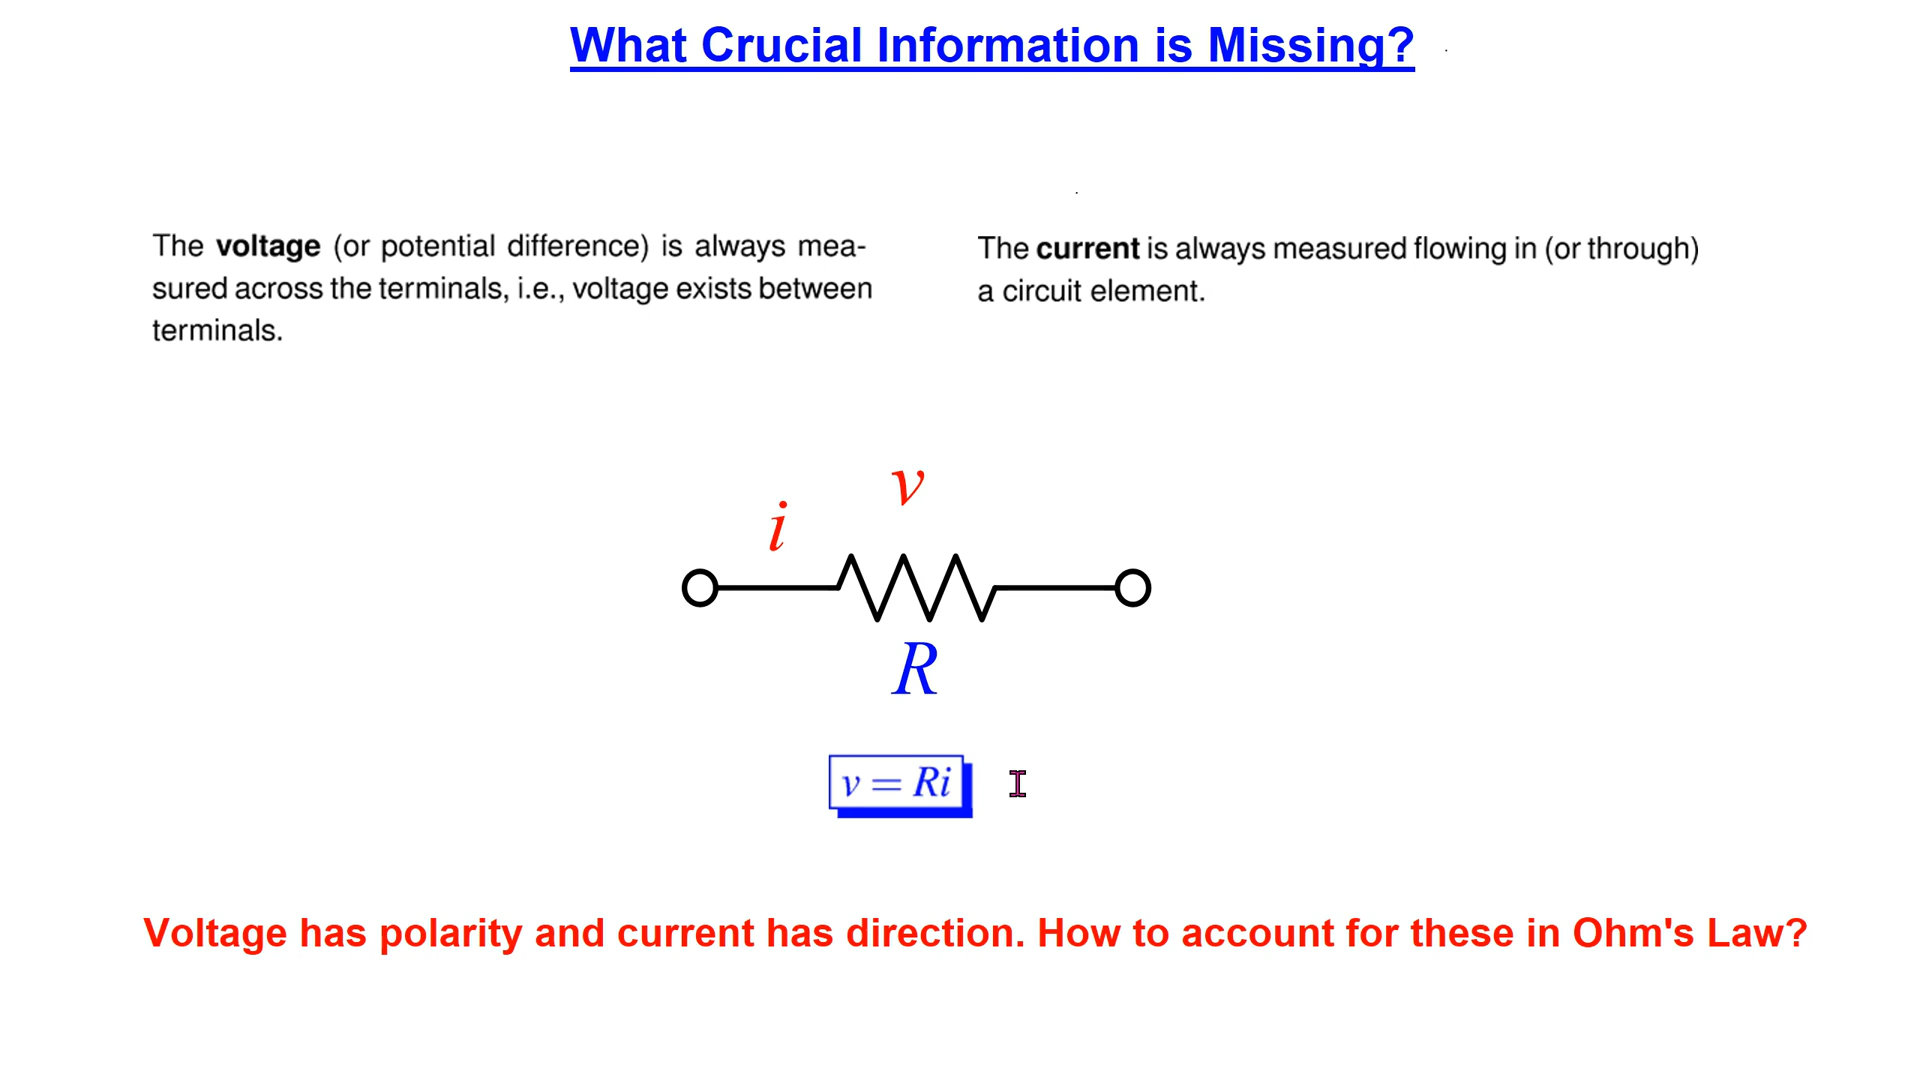 What Crucial Information is Missing?
The voltage (or potential difference) is always mea-
sured across the terminals, i.e., voltage exists between
terminals.
The current is always measured flowing in (or through)
a circuit element.
v
i
R
v = Ri
Voltage has polarity and current has direction. How to account for these in Ohm's Law?